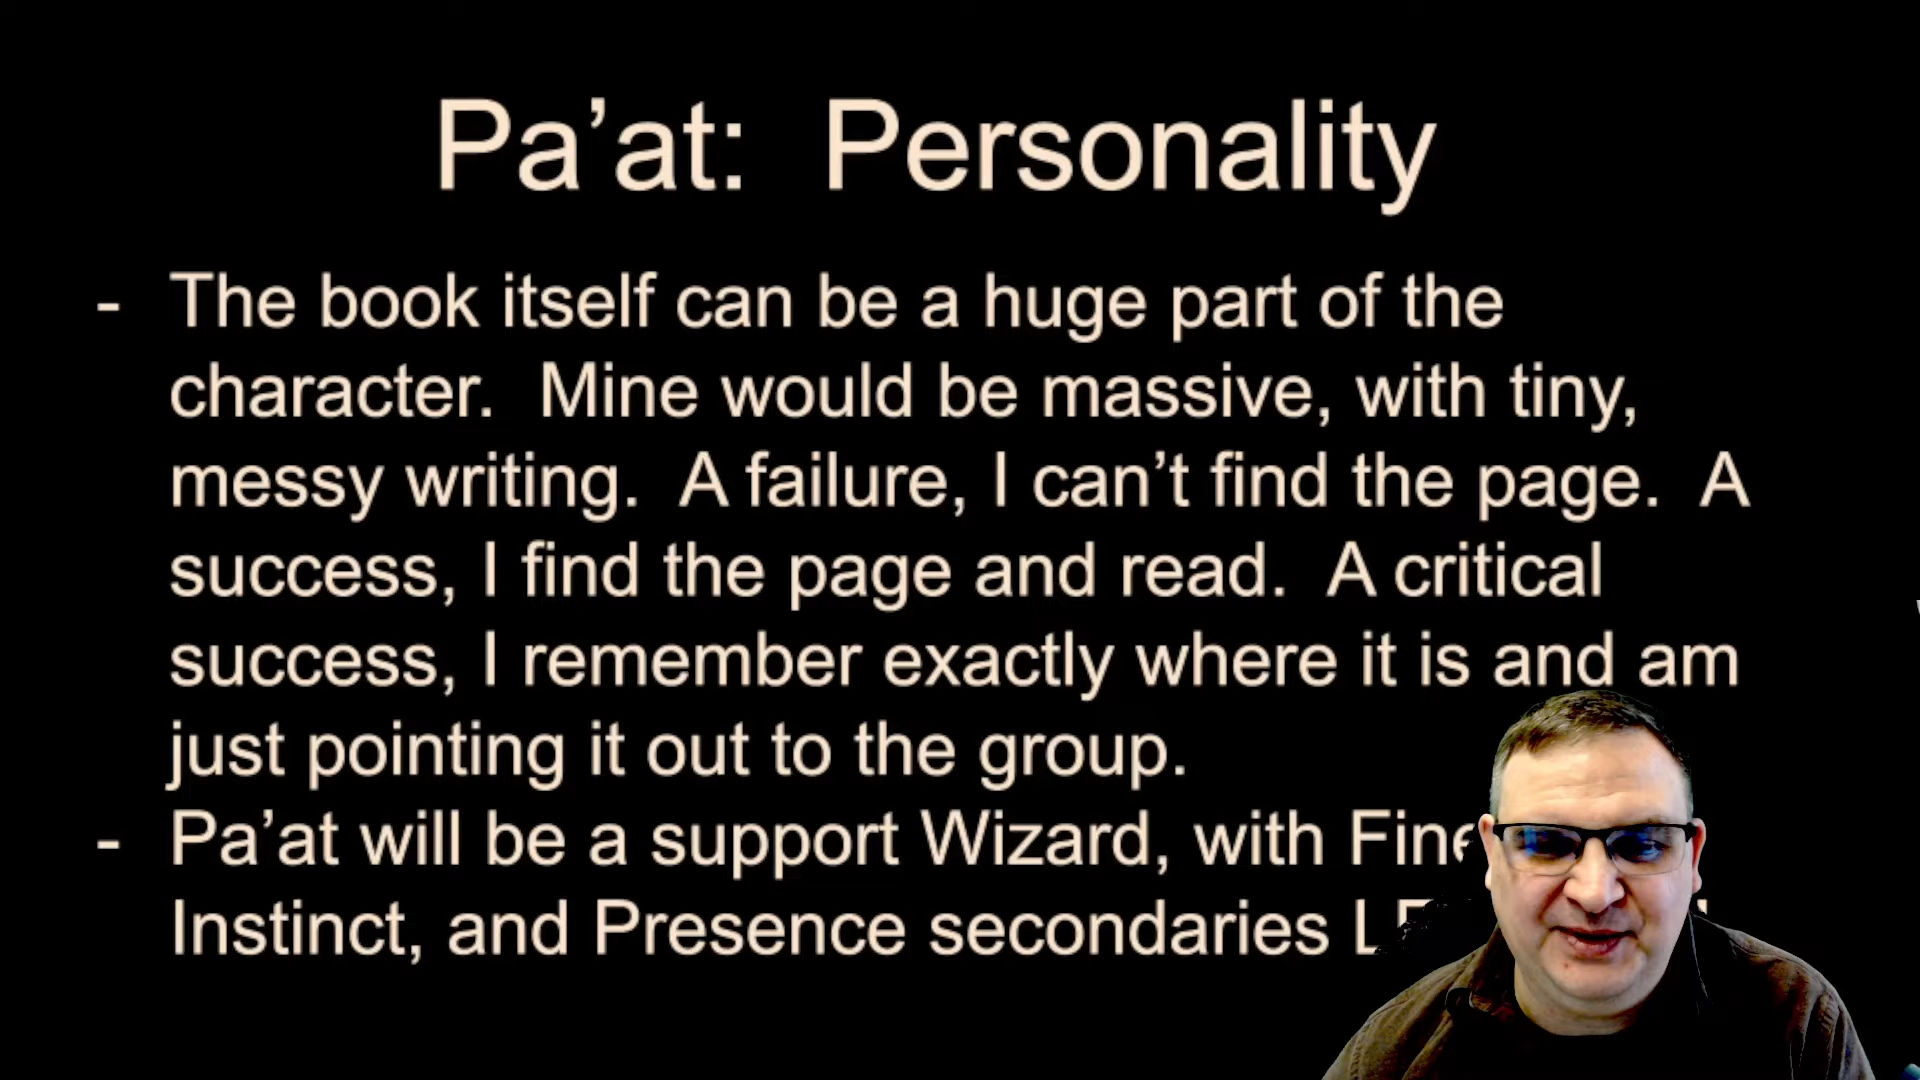 Pa’at: Personality
- The book itself can be a huge part of the
character. Mine would be massive, with tiny,
messy writing. A failure, I can’t find the page. A
success, I find the page and read. A critical
success, I remember exactly where it is and am
just pointing it out to the group.
- Pa’at will be a support Wizard, with
Instinct, and Presence secondaries